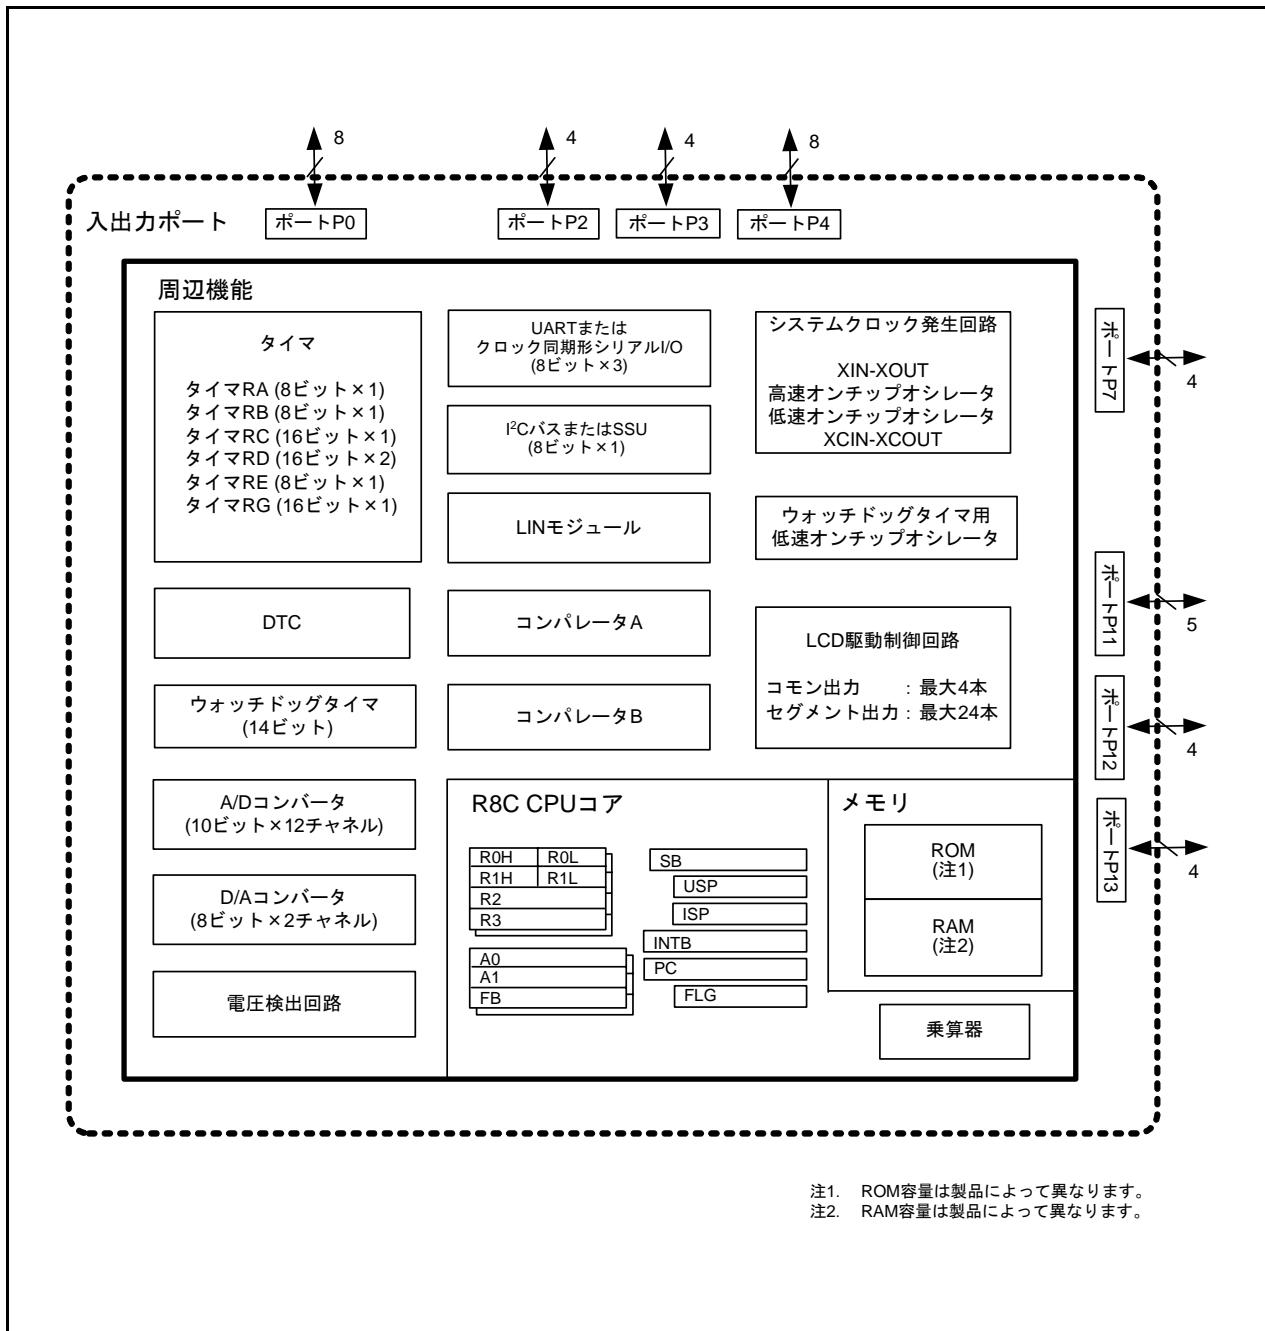 8
4
4
8
入出力ポート
ポートP0
ポートP2
ポートP3
ポートP4
周辺機能
タイマ
タイマRA (8ビット×1)
タイマRB (8ビット×1)
タイマRC (16ビット×1)
タイマRD (16ビット×2)
タイマRE (8ビット×1)
タイマRG (16ビット×1)
UARTまたは
クロック同期形シリアルI/O
(8ビット×3)
システムクロック発生回路
XIN-XOUT
高速オンチップオシレータ
低速オンチップオシレータ
XCIN-XCOUT
ポートP7
4
I²CバスまたはSSU
(8ビット×1)
LINモジュール
ウォッチドッグタイマ用
低速オンチップオシレータ
DTC
コンパレータA
LCD駆動制御回路
コモン出力 : 最大4本
セグメント出力 : 最大24本
ポートP11
5
ウォッチドッグタイマ
(14ビット)
コンパレータB
ポートP12
4
A/Dコンバータ
(10ビット×12チャネル)
D/Aコンバータ
(8ビット×2チャネル)
電圧検出回路
R8C CPUコア
R0H R0L
R1H R1L
R2
R3
A0
A1
FB
SB
USP
ISP
INTB
PC
FLG
メモリ
ROM
(注1)
RAM
(注2)
乗算器
ポートP13
4
注1. ROM容量は製品によって異なります。
注2. RAM容量は製品によって異なります。